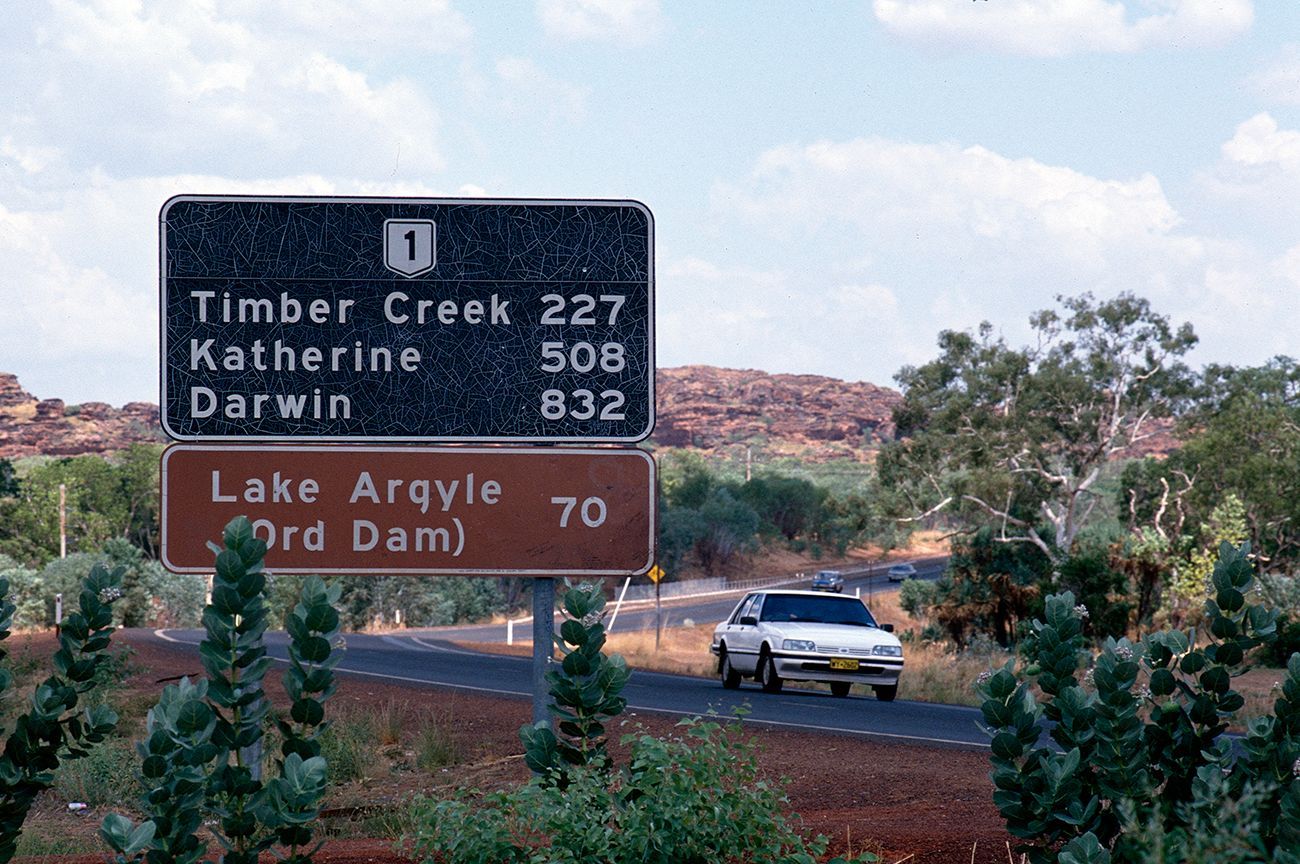 1
Timber Creek 227
Katherine 508
Darwin 832
Lake Argyle 70
(Ord Dam)